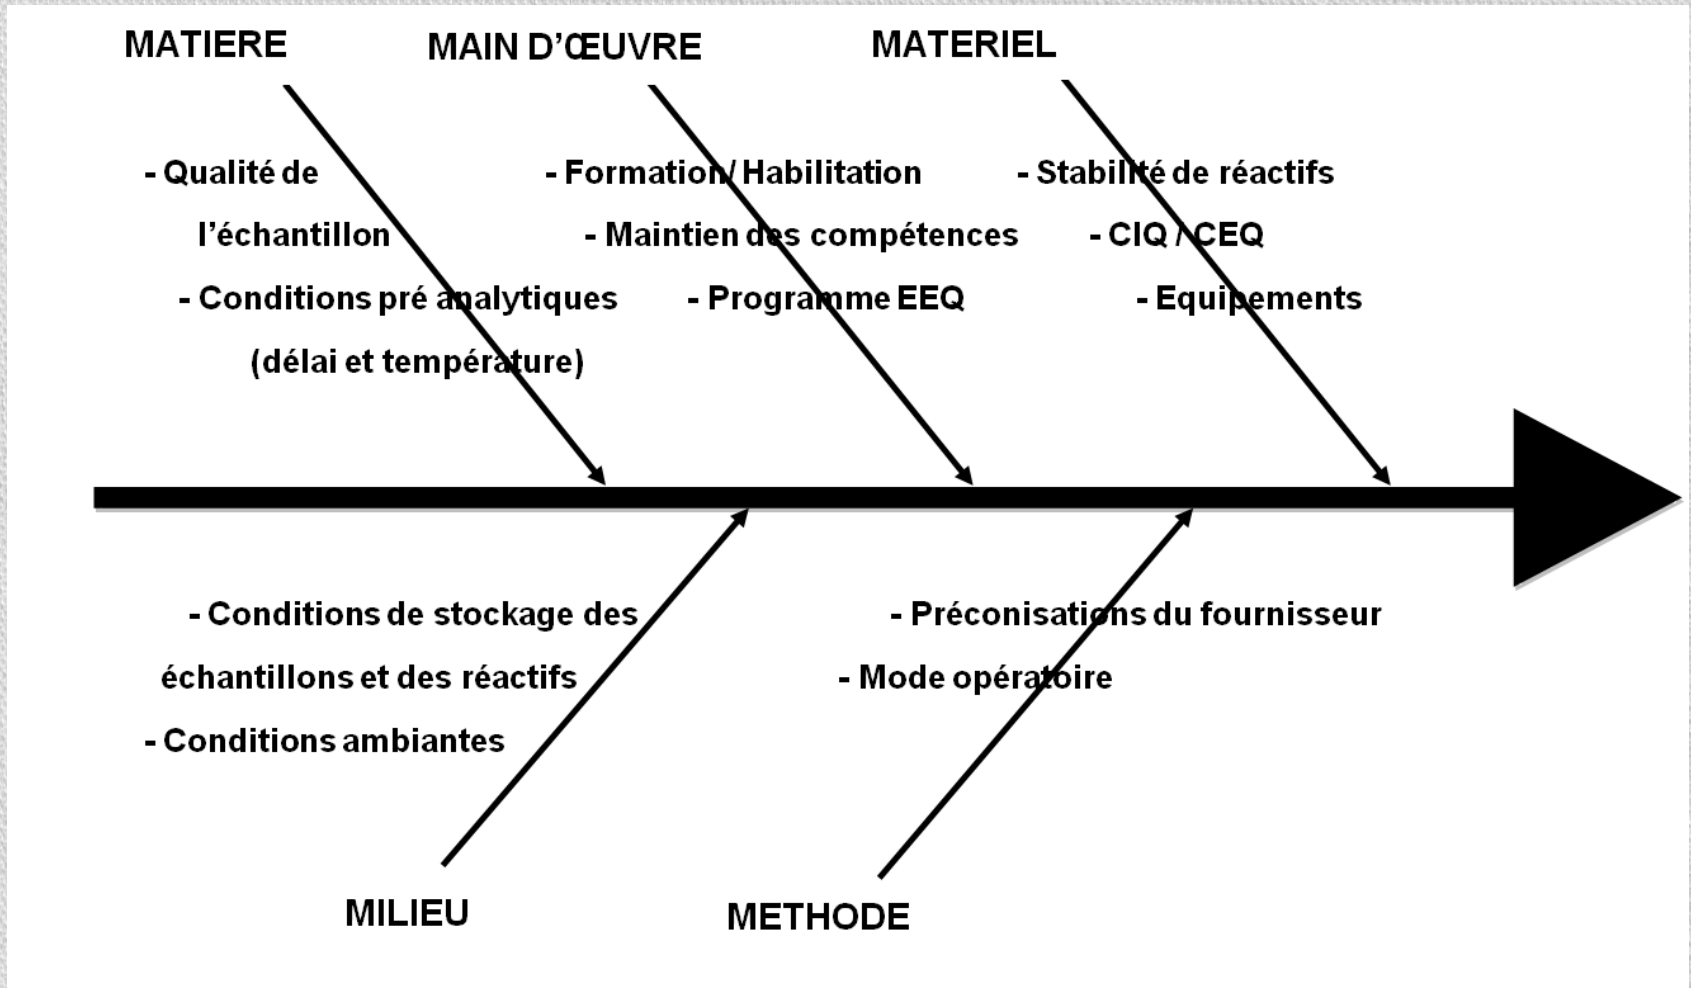 MATIERE
MAIN D'ŒUVRE
MATERIEL
- Qualité de
l'échantillon
- Conditions pré analytiques
(délai et température)
- Formation/ Habilitation
- Maintien des compétences
- Programme EEQ
- Stabilité de réactifs
- CIQ / CEQ
- Equipements
- Conditions de stockage des
échantillons et des réactifs
- Conditions ambiantes
- Préconisations du fournisseur
- Mode opératoire
MILIEU
METHODE